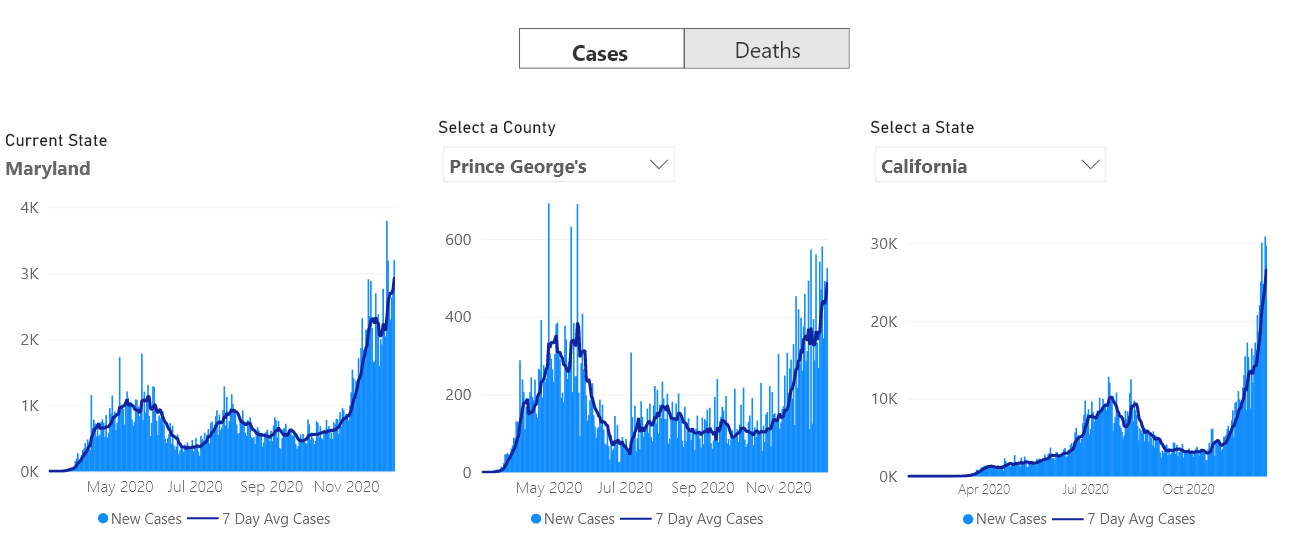 Cases
Deaths
Current State
Maryland
4K
3K
2K
1K
0K
May 2020 Jul 2020 Sep 2020 Nov 2020
New Cases 7 Day Avg Cases
Select a County
Prince George's
600
400
200
0
May 2020 Jul 2020 Sep 2020 Nov 2020
New Cases 7 Day Avg Cases
Select a State
California
30K
20K
10K
0K
Apr 2020 Jul 2020 Oct 2020
New Cases 7 Day Avg Cases